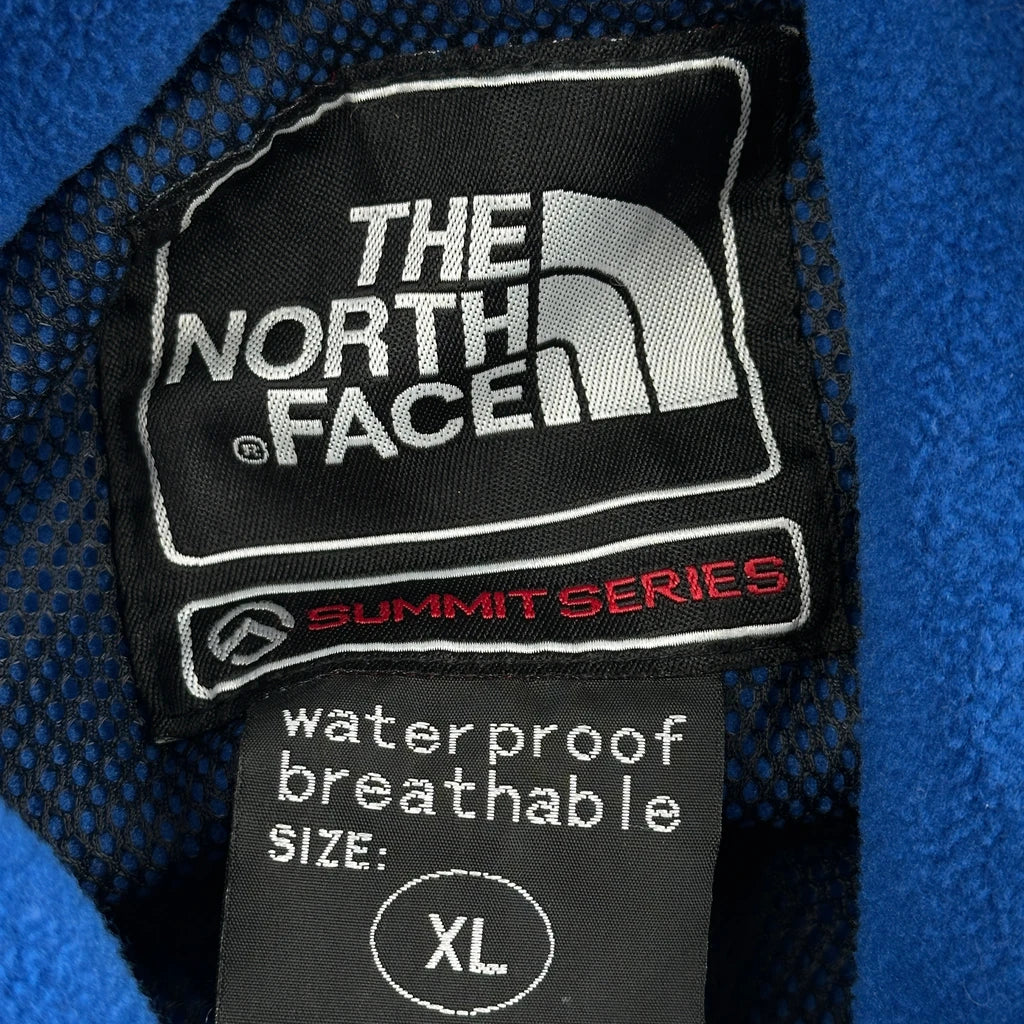 THE
NORTH
®FACE
SUMMIT SERIES
waterproof
breathable
SIZE:
XL